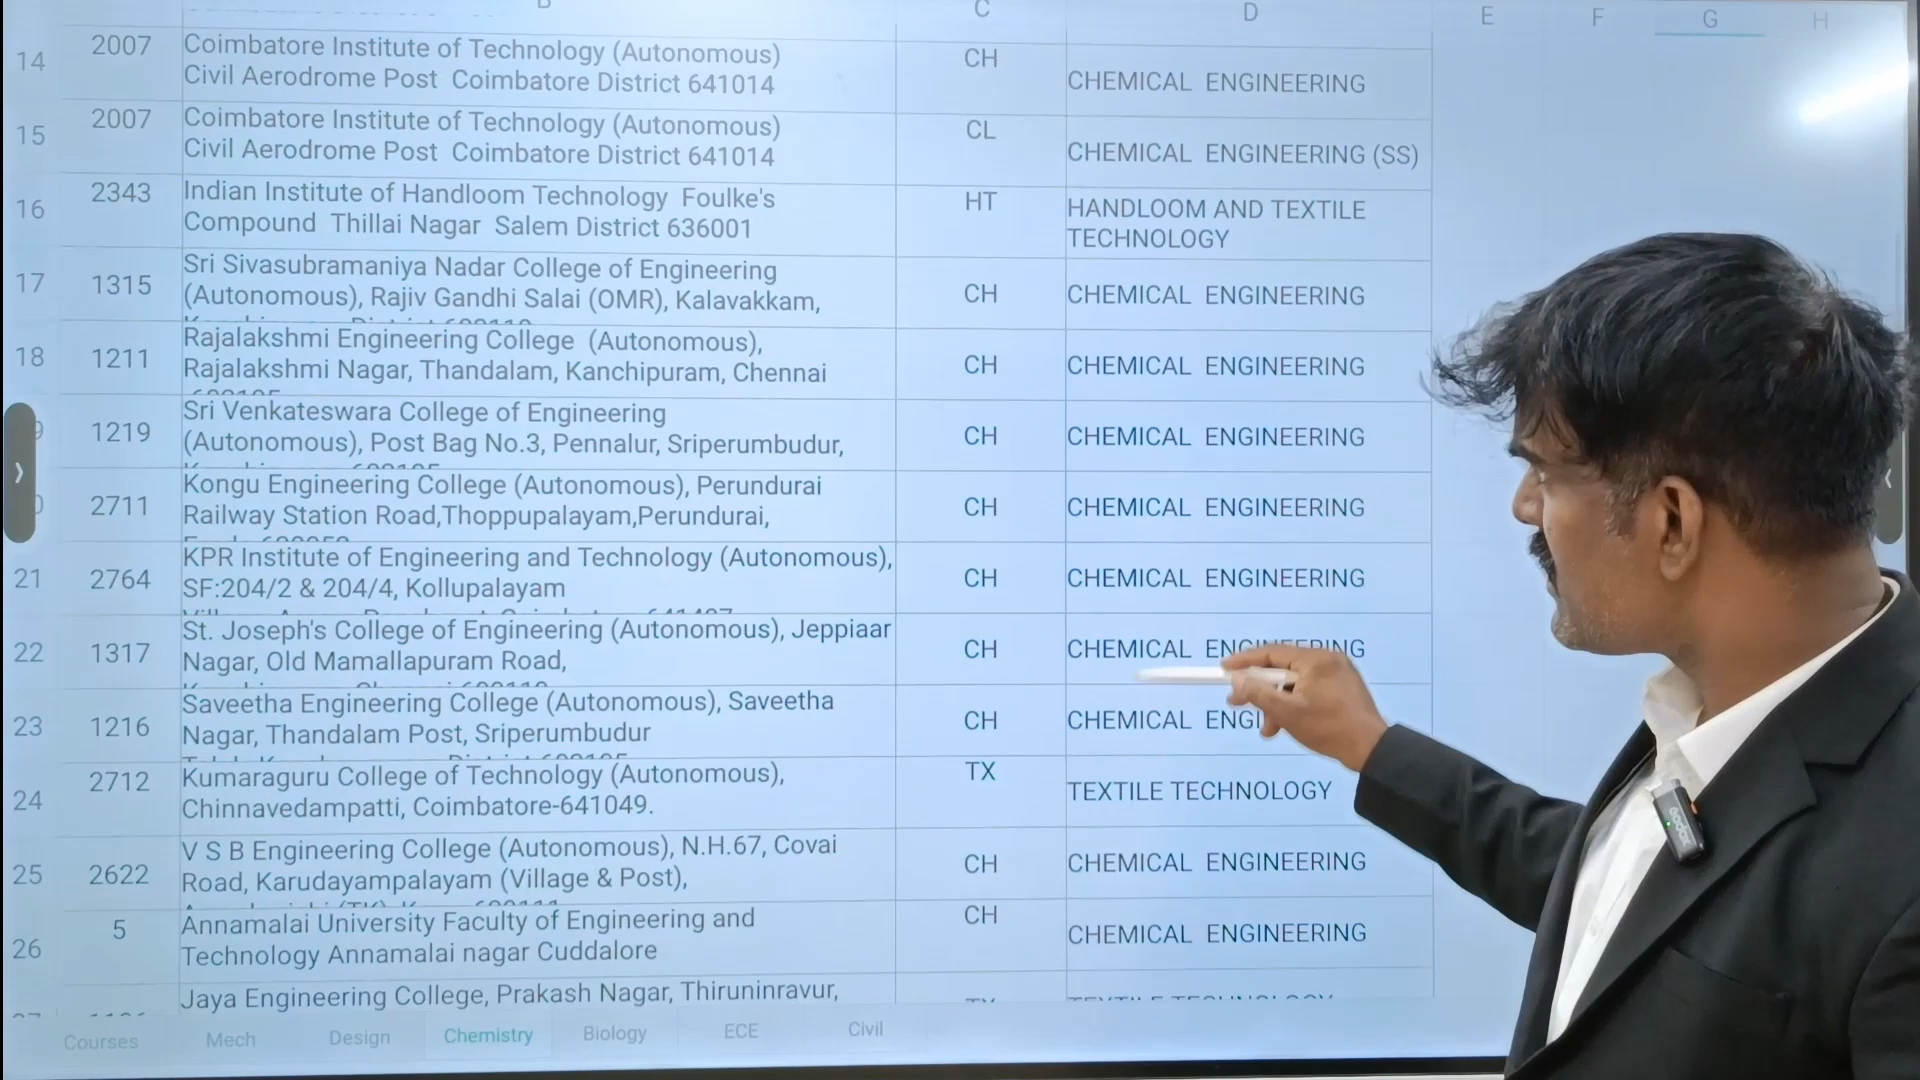 B C D E F G H
14 2007 Coimbatore Institute of Technology (Autonomous) CH
Civil Aerodrome Post Coimbatore District 641014 CHEMICAL ENGINEERING
15 2007 Coimbatore Institute of Technology (Autonomous) CL
Civil Aerodrome Post Coimbatore District 641014 CHEMICAL ENGINEERING (SS)
16 2343 Indian Institute of Handloom Technology Foulke's HT HANDLOOM AND TEXTILE
Compound Thillai Nagar Salem District 636001 TECHNOLOGY
17 1315 Sri Sivasubramaniya Nadar College of Engineering CH CHEMICAL ENGINEERING
(Autonomous), Rajiv Gandhi Salai (OMR), Kalavakkam,
18 1211 Rajalakshmi Engineering College (Autonomous), CH CHEMICAL ENGINEERING
Rajalakshmi Nagar, Thandalam, Kanchipuram, Chennai
1219 Sri Venkateswara College of Engineering CH CHEMICAL ENGINEERING
(Autonomous), Post Bag No.3, Pennalur, Sriperumbudur,
2711 Kongu Engineering College (Autonomous), Perundurai CH CHEMICAL ENGINEERING
Railway Station Road,Thoppupalayam,Perundurai,
21 2764 KPR Institute of Engineering and Technology (Autonomous), CH CHEMICAL ENGINEERING
SF:204/2 & 204/4, Kollupalayam
22 1317 St. Joseph's College of Engineering (Autonomous), Jeppiaar CH CHEMICAL ENGINEERING
Nagar, Old Mamallapuram Road,
23 1216 Saveetha Engineering College (Autonomous), Saveetha CH CHEMICAL ENGI
Nagar, Thandalam Post, Sriperumbudur
24 2712 Kumaraguru College of Technology (Autonomous), TX TEXTILE TECHNOLOGY
Chinnavedampatti, Coimbatore-641049.
25 2622 V S B Engineering College (Autonomous), N.H.67, Covai CH CHEMICAL ENGINEERING
Road, Karudayampalayam (Village & Post),
26 5 Annamalai University Faculty of Engineering and CH CHEMICAL ENGINEERING
Technology Annamalai nagar Cuddalore
Jaya Engineering College, Prakash Nagar, Thiruninravur,
Courses Mech Design Chemistry Biology ECE Civil
Godox